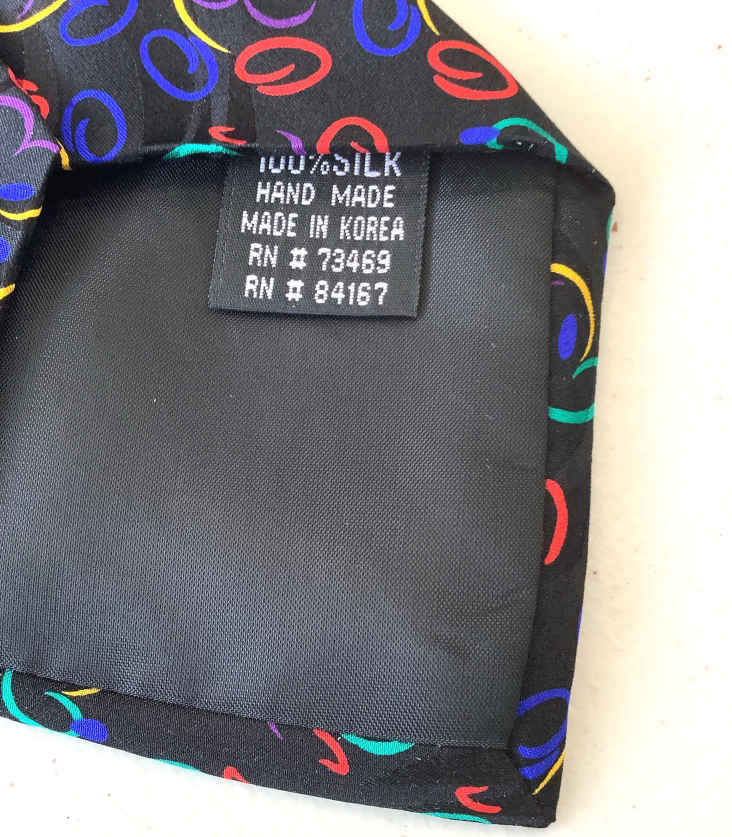 100% SILK
HAND MADE
MADE IN KOREA
RN # 73469
RN # 84167